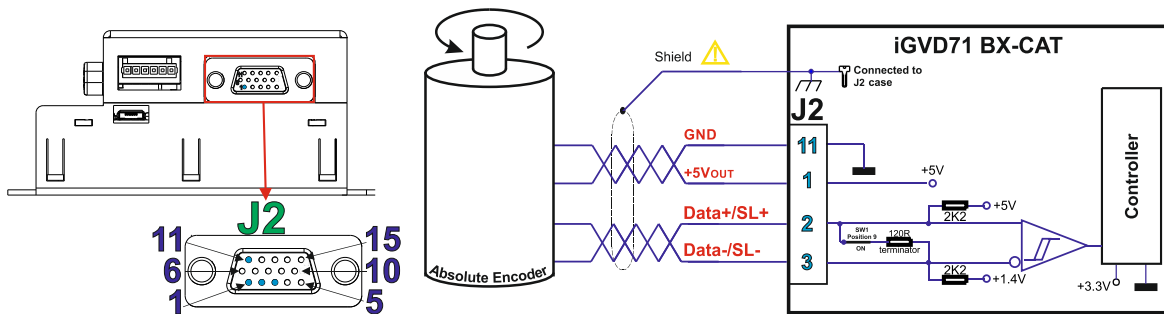 J2
11
15
6
10
1
5
Absolute Encoder
Shield
GND
+5VOUT
Data+/SL+
Data-/SL-
iGVD71 BX-CAT
Connected to
J2 case
J2
11
1
2
3
+5V
+5V
2K2
SW1
Position 9
ON
120R
terminator
2K2
+1.4V
Controller
+3.3V